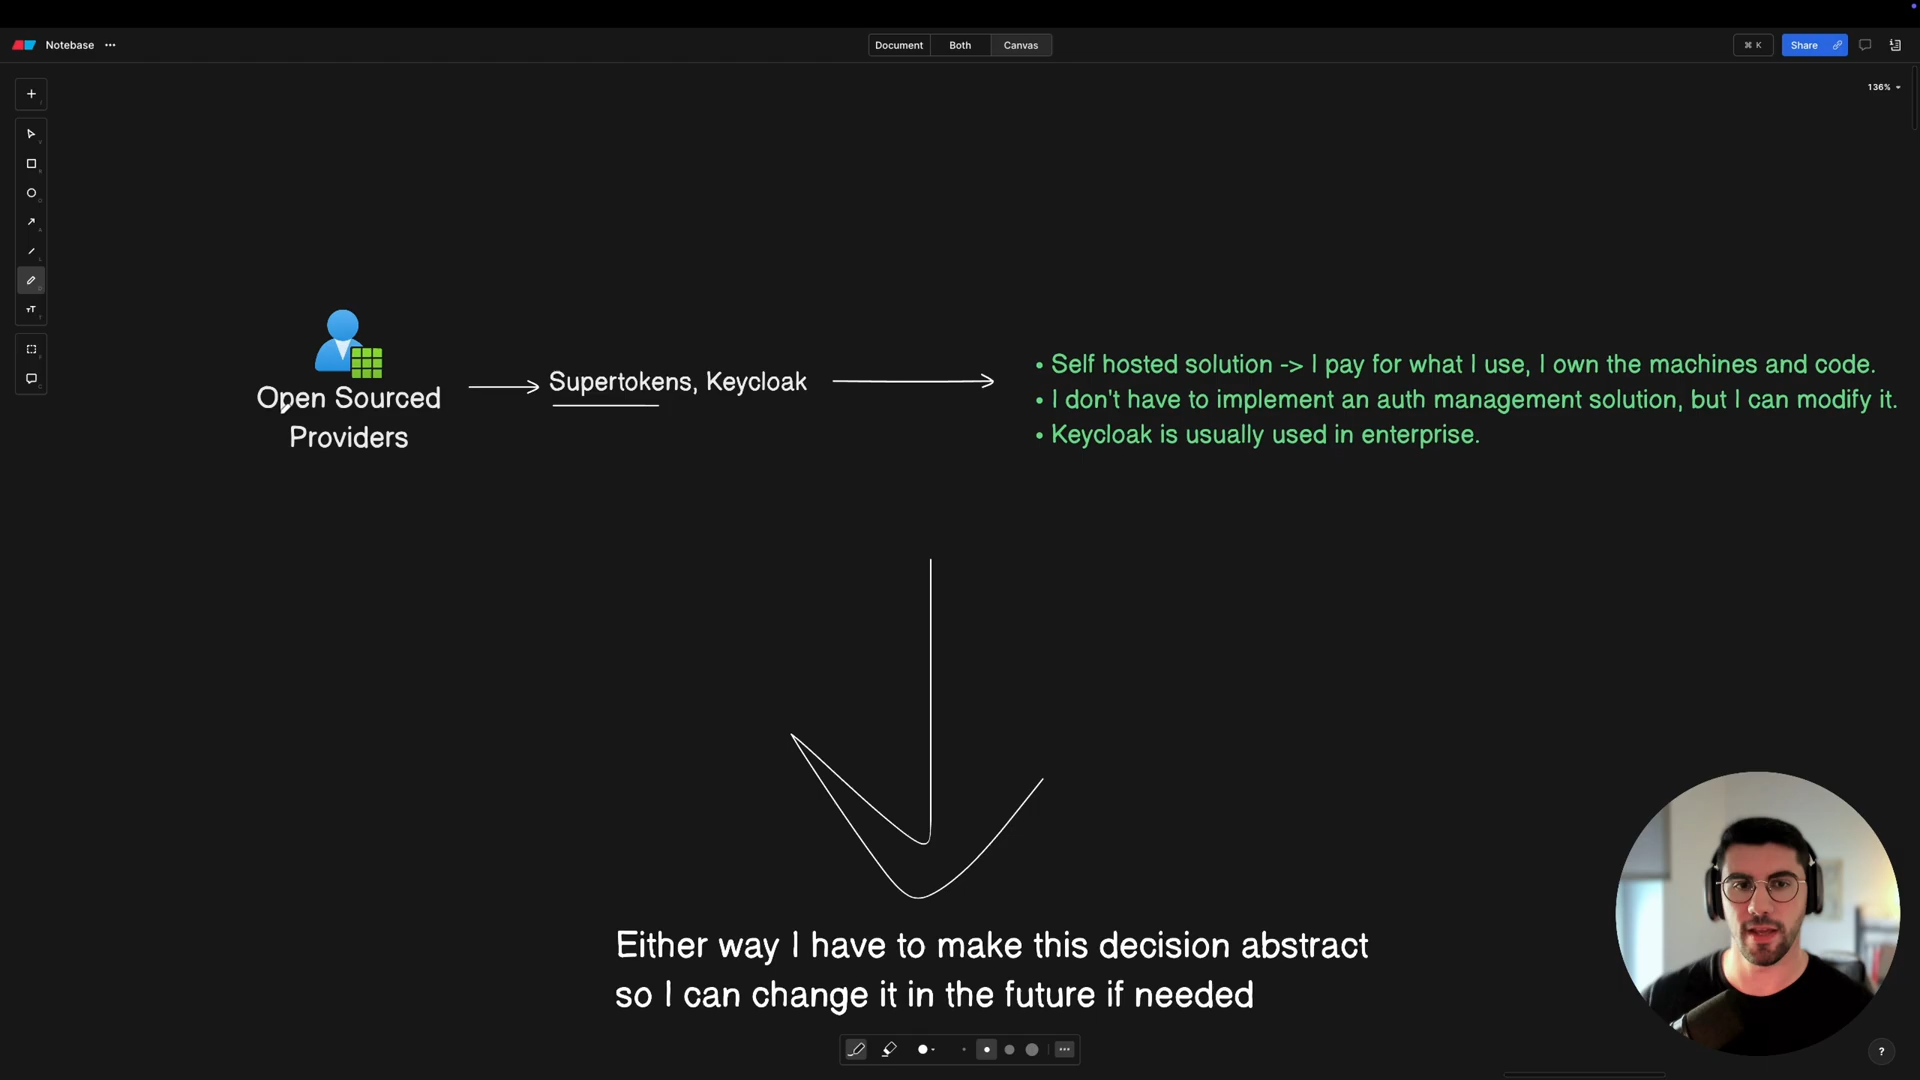 Notebase
Document
Both
Canvas
⌘ K
Share
136%
Open Sourced
Providers
Supertokens, Keycloak
• Self hosted solution -> I pay for what I use, I own the machines and code.
• I don't have to implement an auth management solution, but I can modify it.
• Keycloak is usually used in enterprise.
Either way I have to make this decision abstract
so I can change it in the future if needed
?